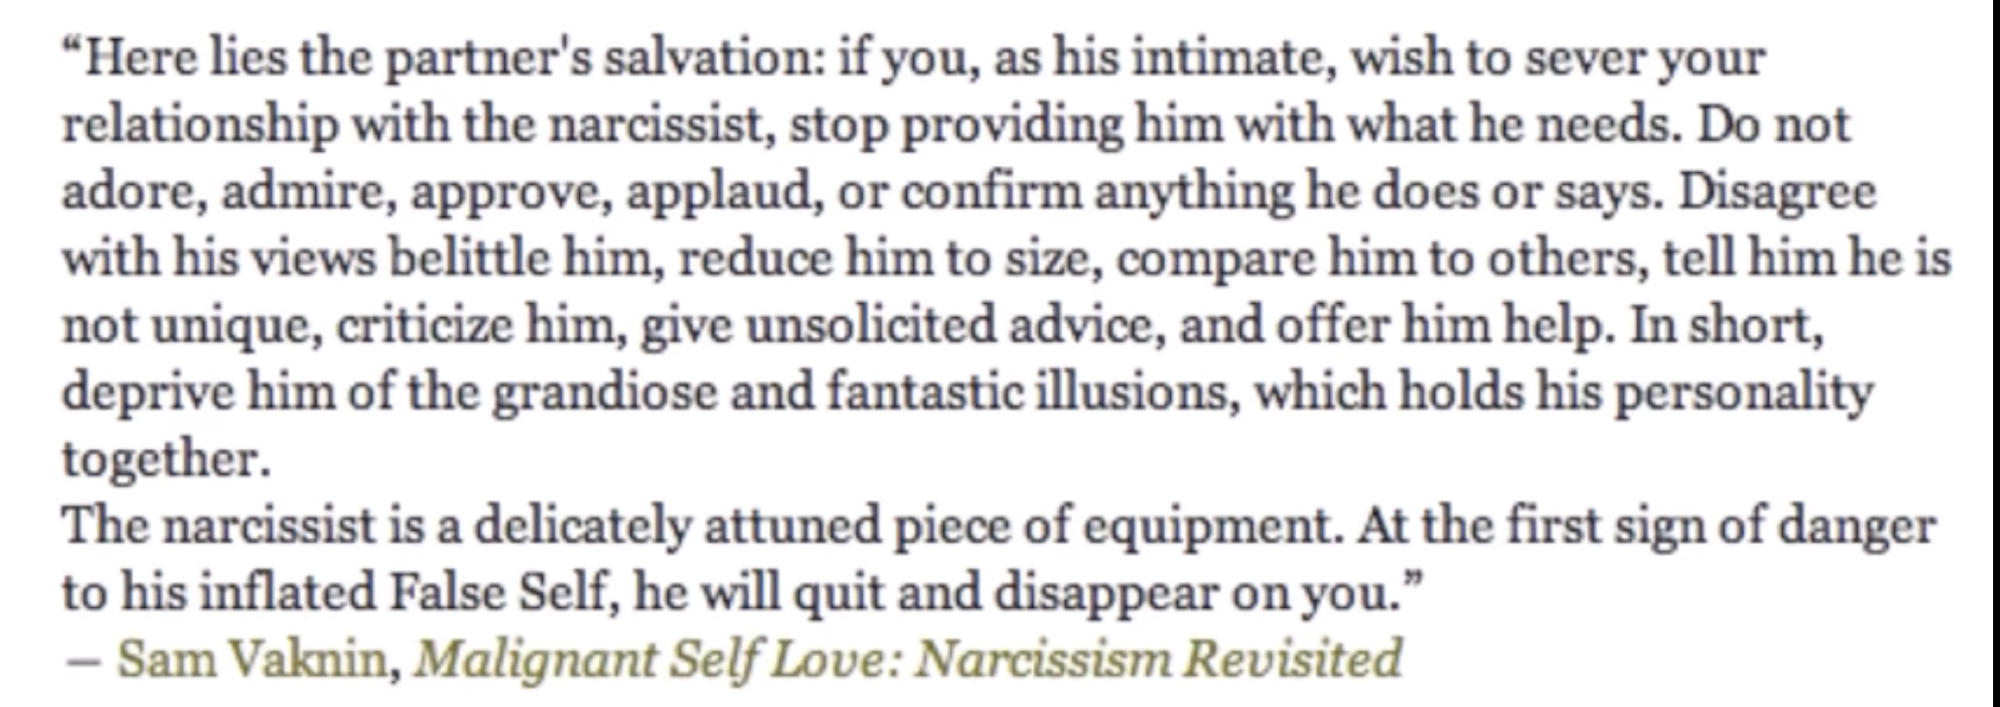 “Here lies the partner's salvation: if you, as his intimate, wish to sever your
relationship with the narcissist, stop providing him with what he needs. Do not
adore, admire, approve, applaud, or confirm anything he does or says. Disagree
with his views belittle him, reduce him to size, compare him to others, tell him he is
not unique, criticize him, give unsolicited advice, and offer him help. In short,
deprive him of the grandiose and fantastic illusions, which holds his personality
together.
The narcissist is a delicately attuned piece of equipment. At the first sign of danger
to his inflated False Self, he will quit and disappear on you.”
— Sam Vaknin, Malignant Self Love: Narcissism Revisited